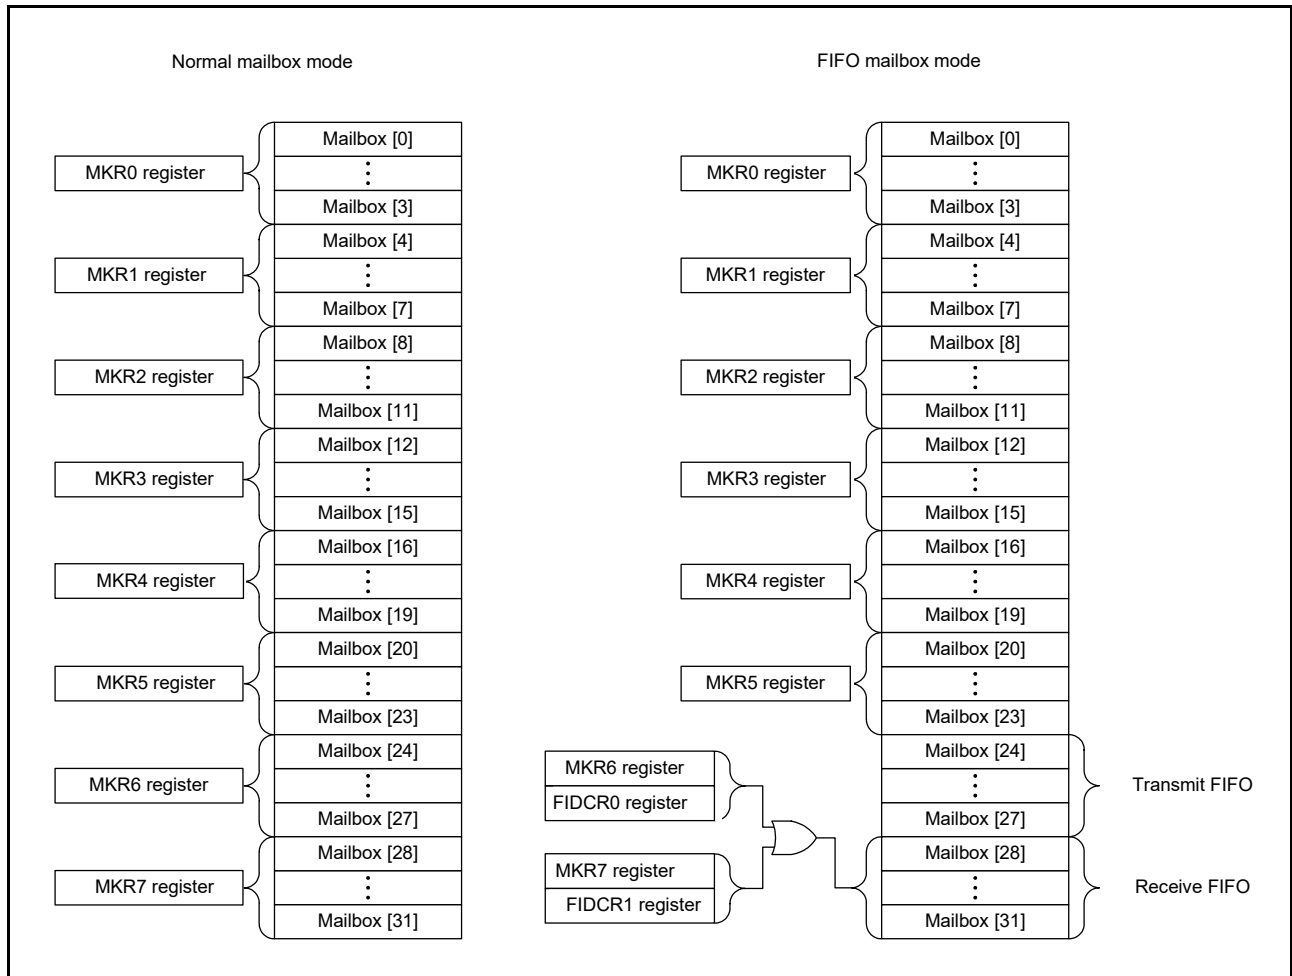 Normal mailbox mode
MKR0 register
Mailbox [0]
Mailbox [3]
MKR1 register
Mailbox [4]
Mailbox [7]
MKR2 register
Mailbox [8]
Mailbox [11]
MKR3 register
Mailbox [12]
Mailbox [15]
MKR4 register
Mailbox [16]
Mailbox [19]
MKR5 register
Mailbox [20]
Mailbox [23]
MKR6 register
Mailbox [24]
Mailbox [27]
MKR7 register
Mailbox [28]
Mailbox [31]
FIFO mailbox mode
MKR0 register
Mailbox [0]
Mailbox [3]
MKR1 register
Mailbox [4]
Mailbox [7]
MKR2 register
Mailbox [8]
Mailbox [11]
MKR3 register
Mailbox [12]
Mailbox [15]
MKR4 register
Mailbox [16]
Mailbox [19]
MKR5 register
Mailbox [20]
Mailbox [23]
MKR6 register
FIDCR0 register
Mailbox [24]
Mailbox [27]
Transmit FIFO
MKR7 register
FIDCR1 register
Mailbox [28]
Mailbox [31]
Receive FIFO